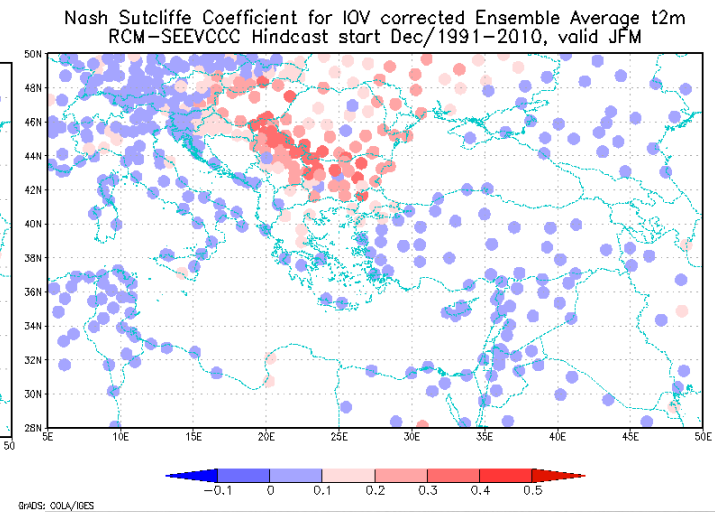 Nash Sutcliffe Coefficient for IOV corrected Ensemble Average t2m
RCM-SEEVCCC Hindcast start Dec/1991-2010, valid JFM
50N
48N
46N
44N
42N
40N
38N
36N
34N
32N
30N
28N
50 5E 10E 15E 20E 25E 30E 35E 40E 45E 50E
-0.1 0 0.1 0.2 0.3 0.4 0.5
GrADS: COLA/IGES